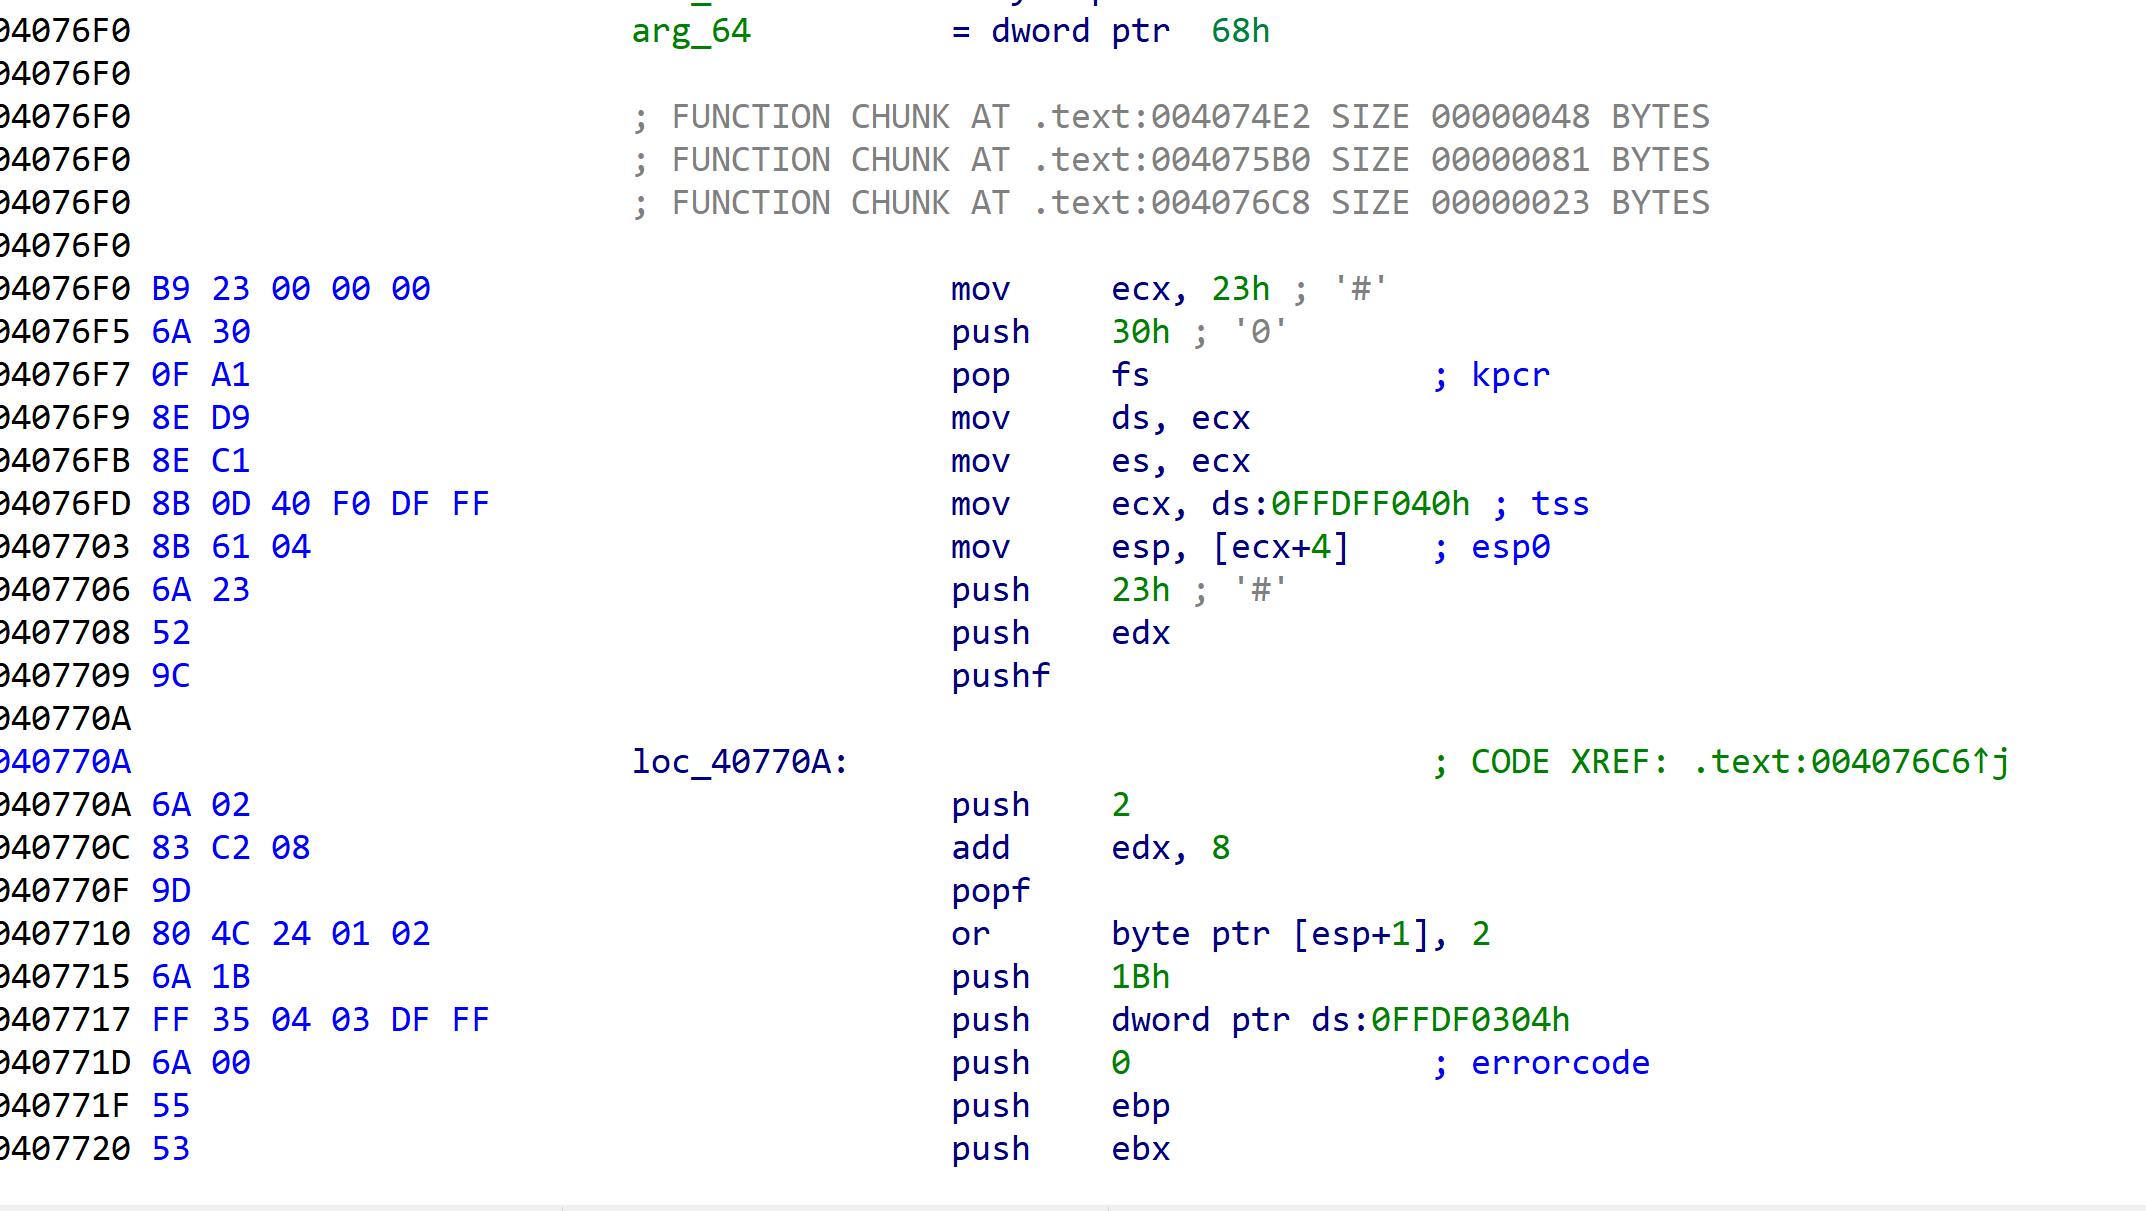 04076F0 arg_64 = dword ptr 68h
04076F0
04076F0 ; FUNCTION CHUNK AT .text:004074E2 SIZE 00000048 BYTES
04076F0 ; FUNCTION CHUNK AT .text:004075B0 SIZE 00000081 BYTES
04076F0 ; FUNCTION CHUNK AT .text:004076C8 SIZE 00000023 BYTES
04076F0
04076F0 B9 23 00 00 00 mov ecx, 23h ; '#'
04076F5 6A 30 push 30h ; '0'
04076F7 0F A1 pop fs ; kpcr
04076F9 8E D9 mov ds, ecx
04076FB 8E C1 mov es, ecx
04076FD 8B 0D 40 F0 DF FF mov ecx, ds:0FFDFF040h ; tss
0407703 8B 61 04 mov esp, [ecx+4] ; esp0
0407706 6A 23 push 23h ; '#'
0407708 52 push edx
0407709 9C pushf
040770A
040770A loc_40770A: ; CODE XREF: .text:004076C6↑j
040770A 6A 02 push 2
040770C 83 C2 08 add edx, 8
040770F 9D popf
0407710 80 4C 24 01 02 or byte ptr [esp+1], 2
0407715 6A 1B push 1Bh
0407717 FF 35 04 03 DF FF push dword ptr ds:0FFDF0304h
040771D 6A 00 push 0 ; errorcode
040771F 55 push ebp
0407720 53 push ebx